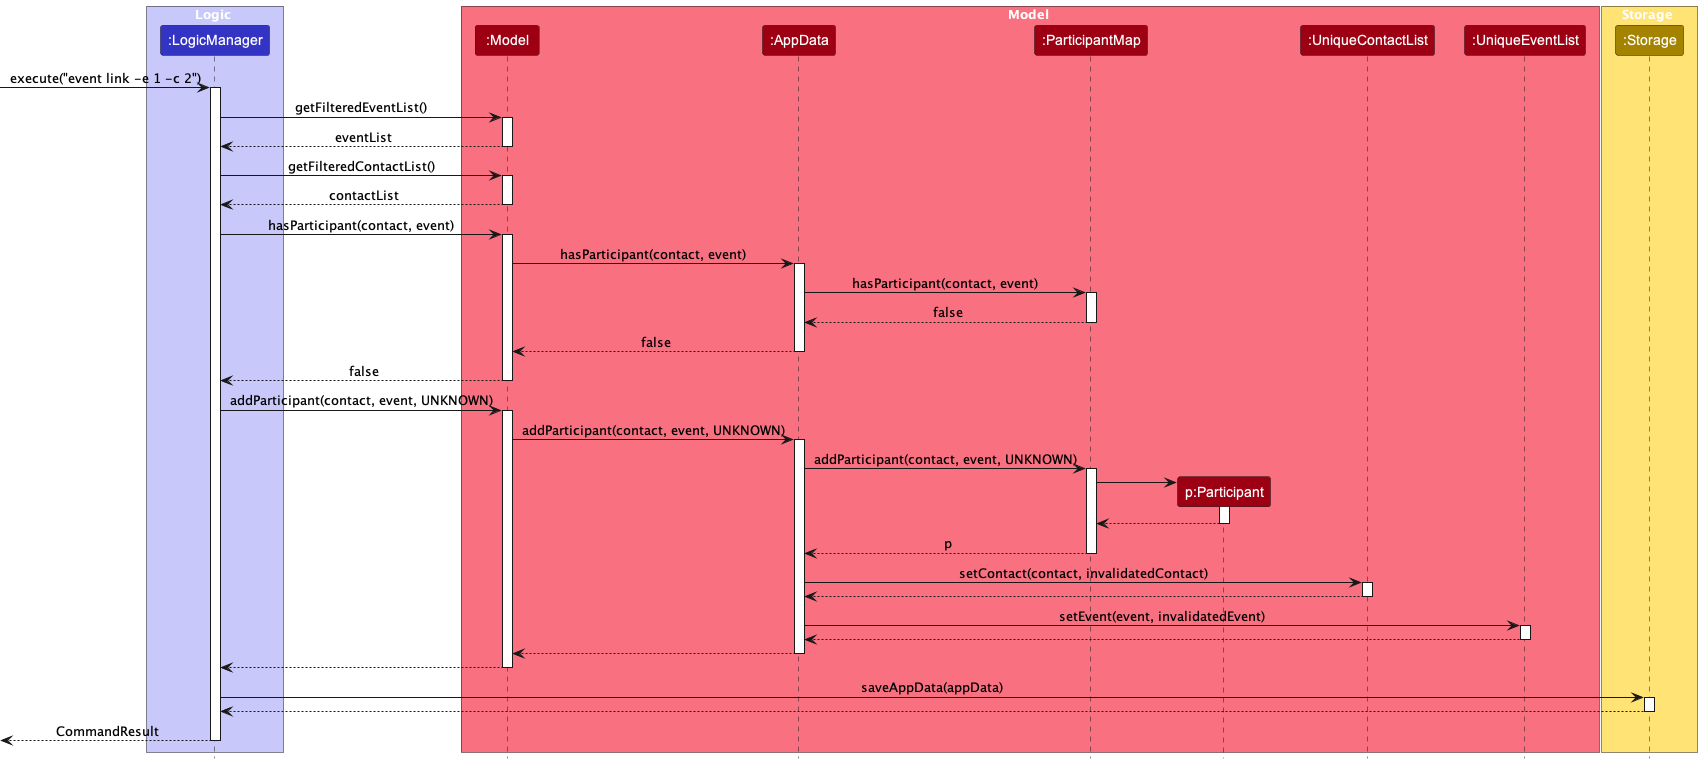 Logic
Model
Storage
:LogicManager
:Model
:AppData
:ParticipantMap
:UniqueContactList
:UniqueEventList
:Storage
execute("event link -e 1 -c 2")
getFilteredEventList()
eventList
getFilteredContactList()
contactList
hasParticipant(contact, event)
hasParticipant(contact, event)
hasParticipant(contact, event)
false
false
false
addParticipant(contact, event, UNKNOWN)
addParticipant(contact, event, UNKNOWN)
addParticipant(contact, event, UNKNOWN)
p:Participant
p
setContact(contact, invalidatedContact)
setEvent(event, invalidatedEvent)
saveAppData(appData)
CommandResult